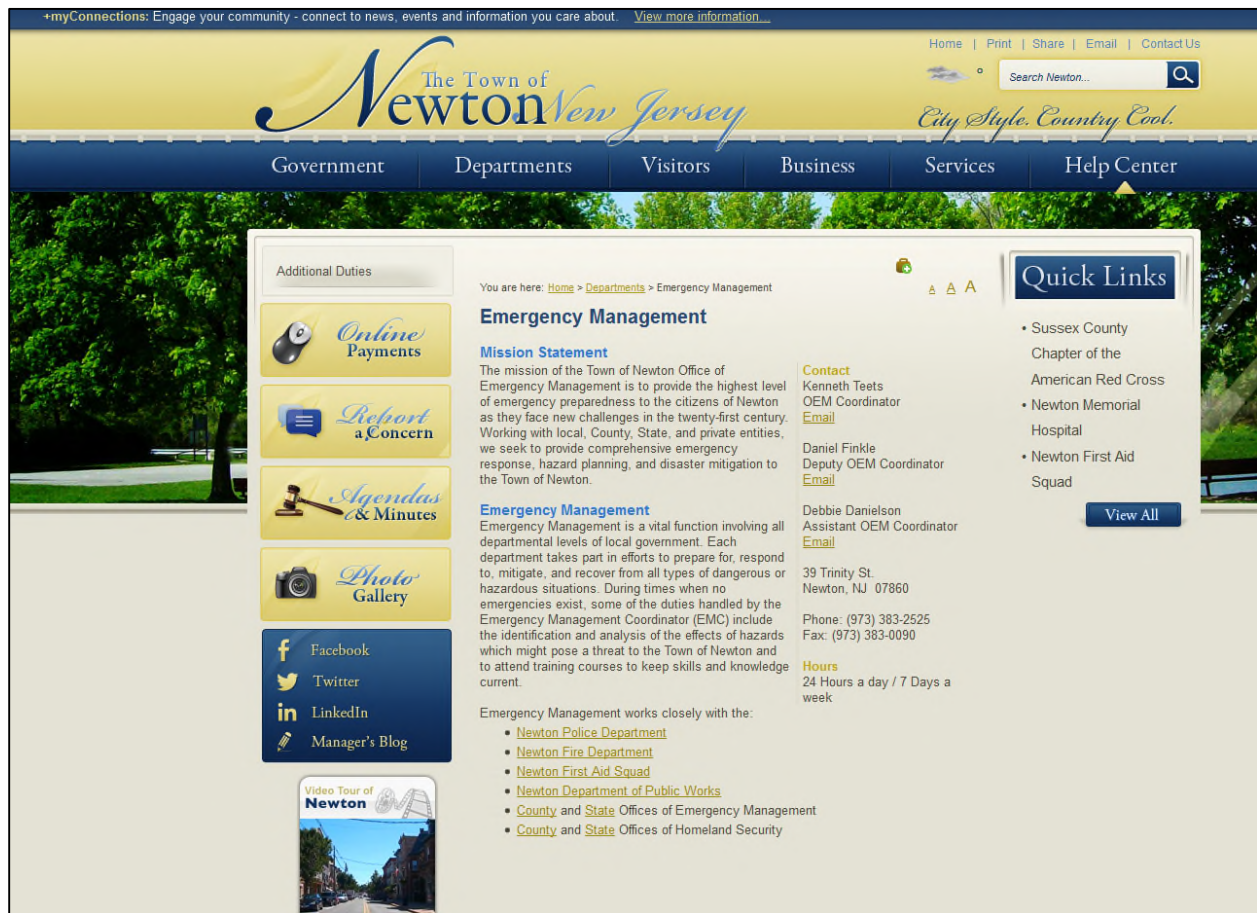 +myConnections: Engage your community - connect to news, events and information you care about. View more information...
Home | Print | Share | Email | Contact Us
The Town of
Newton New Jersey
°
Search Newton...
City Style. Country Cool.
Government Departments Visitors Business Services Help Center
Additional Duties
Online
Payments
Report
a Concern
Agendas
& Minutes
Photo
Gallery
Facebook
Twitter
LinkedIn
Manager's Blog
Video Tour of
Newton
You are here: Home > Departments > Emergency Management
A A A
Emergency Management
Mission Statement
The mission of the Town of Newton Office of
Emergency Management is to provide the highest level
of emergency preparedness to the citizens of Newton
as they face new challenges in the twenty-first century.
Working with local, County, State, and private entities,
we seek to provide comprehensive emergency
response, hazard planning, and disaster mitigation to
the Town of Newton.
Emergency Management
Emergency Management is a vital function involving all
departmental levels of local government. Each
department takes part in efforts to prepare for, respond
to, mitigate, and recover from all types of dangerous or
hazardous situations. During times when no
emergencies exist, some of the duties handled by the
Emergency Management Coordinator (EMC) include
the identification and analysis of the effects of hazards
which might pose a threat to the Town of Newton and
to attend training courses to keep skills and knowledge
current.
Emergency Management works closely with the:
• Newton Police Department
• Newton Fire Department
• Newton First Aid Squad
• Newton Department of Public Works
• County and State Offices of Emergency Management
• County and State Offices of Homeland Security
Contact
Kenneth Teets
OEM Coordinator
Email
Daniel Finkle
Deputy OEM Coordinator
Email
Debbie Danielson
Assistant OEM Coordinator
Email
39 Trinity St.
Newton, NJ 07860
Phone: (973) 383-2525
Fax: (973) 383-0090
Hours
24 Hours a day / 7 Days a
week
Quick Links
• Sussex County
Chapter of the
American Red Cross
• Newton Memorial
Hospital
• Newton First Aid
Squad
View All